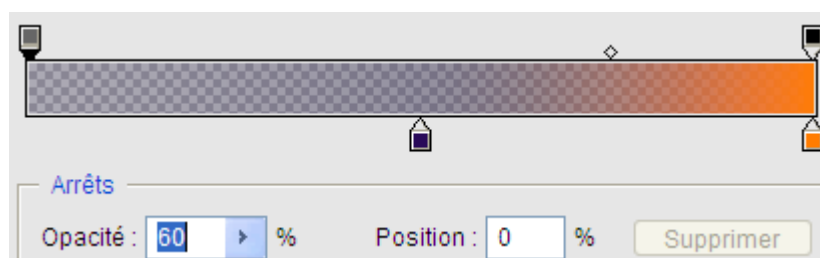 Arrêts
Opacité : 60 % Position : 0 % Supprimer